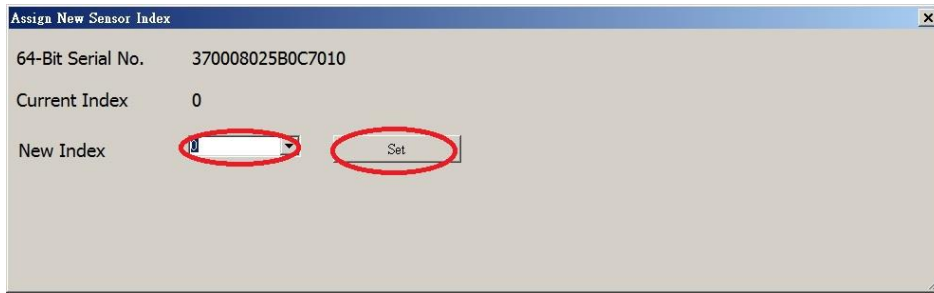 Assign New Sensor Index
64-Bit Serial No. 370008025B0C7010
Current Index 0
New Index 0 Set